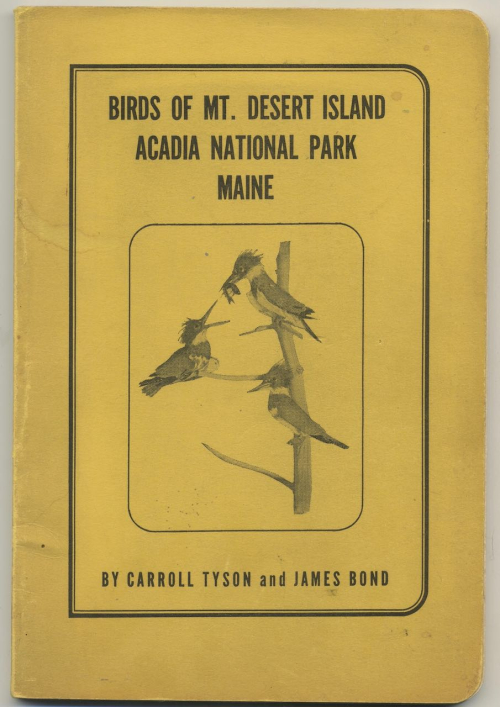 BIRDS OF MT. DESERT ISLAND
ACADIA NATIONAL PARK
MAINE
BY CARROLL TYSON and JAMES BOND